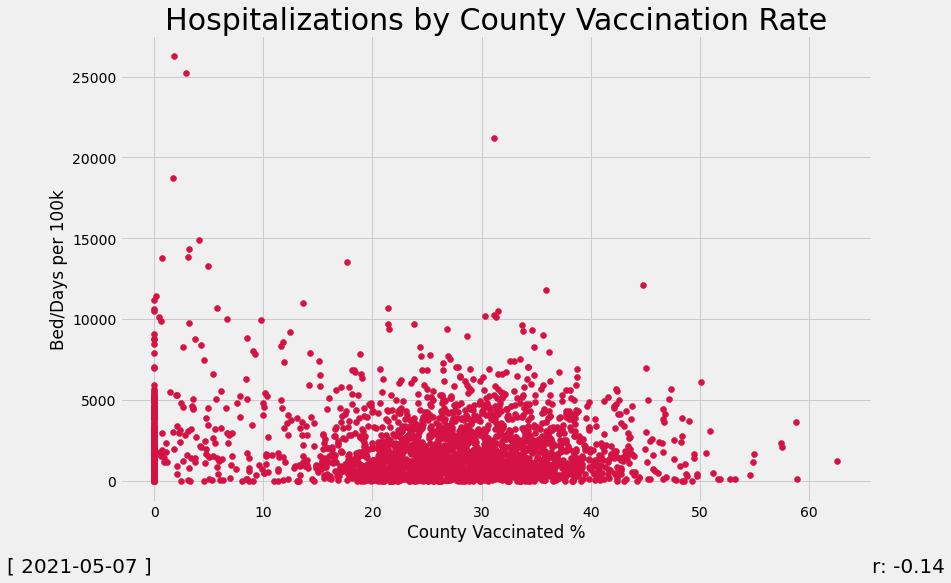 Hospitalizations by County Vaccination Rate
25000
20000
15000
10000
5000
0
Bed/Days per 100k
0 10 20 30 40 50 60
County Vaccinated %
[ 2021-05-07 ] r: -0.14